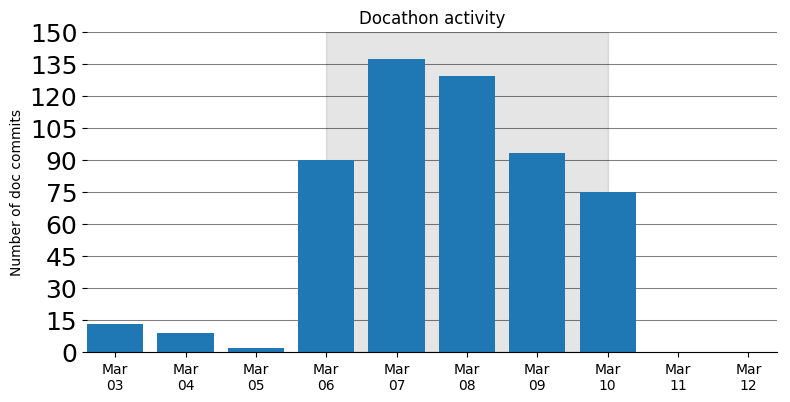 Docathon activity
Number of doc commits
150
135
120
105
90
75
60
45
30
15
0
Mar Mar Mar Mar Mar Mar Mar Mar Mar Mar
03 04 05 06 07 08 09 10 11 12